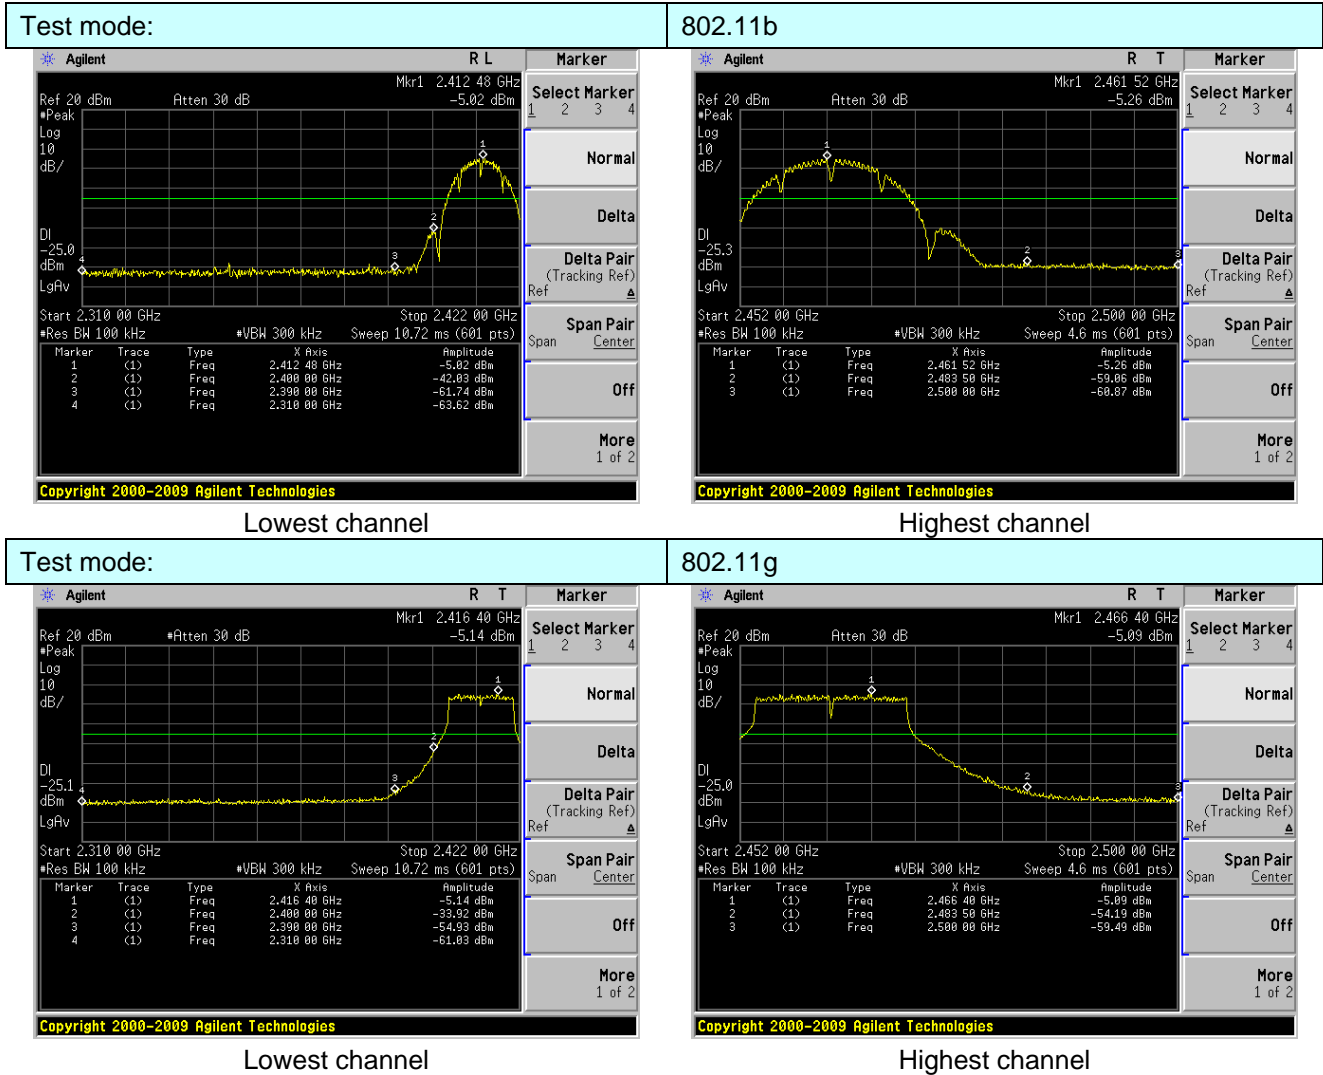 Test mode:
802.11b
Agilent
R L
Marker
Mkr1 2.412 48 GHz
Ref 20 dBm
Atten 30 dB
-5.02 dBm
#Peak
Log
10
dB/
DI
-25.0
dBm
LgAv
1
2
3
4
Start 2.310 00 GHz
Stop 2.422 00 GHz
#Res BW 100 kHz
#VBW 300 kHz
Sweep 10.72 ms (601 pts)
Marker Trace Type X Axis Amplitude
1 (1) Freq 2.412 48 GHz -5.02 dBm
2 (1) Freq 2.400 00 GHz -42.03 dBm
3 (1) Freq 2.390 00 GHz -61.74 dBm
4 (1) Freq 2.310 00 GHz -63.62 dBm
Select Marker
1 2 3 4
Normal
Delta
Delta Pair
(Tracking Ref)
Ref Δ
Span Pair
Span Center
Off
More
1 of 2
Copyright 2000-2009 Agilent Technologies
Lowest channel
Agilent
R T
Marker
Mkr1 2.461 52 GHz
Ref 20 dBm
Atten 30 dB
-5.26 dBm
#Peak
Log
10
dB/
DI
-25.3
dBm
LgAv
1
2
3
Start 2.452 00 GHz
Stop 2.500 00 GHz
#Res BW 100 kHz
#VBW 300 kHz
Sweep 4.6 ms (601 pts)
Marker Trace Type X Axis Amplitude
1 (1) Freq 2.461 52 GHz -5.26 dBm
2 (1) Freq 2.483 50 GHz -59.06 dBm
3 (1) Freq 2.500 00 GHz -60.87 dBm
Select Marker
1 2 3 4
Normal
Delta
Delta Pair
(Tracking Ref)
Ref Δ
Span Pair
Span Center
Off
More
1 of 2
Copyright 2000-2009 Agilent Technologies
Highest channel
Test mode:
802.11g
Agilent
R T
Marker
Mkr1 2.416 40 GHz
Ref 20 dBm
#Atten 30 dB
-5.14 dBm
#Peak
Log
10
dB/
DI
-25.1
dBm
LgAv
1
2
3
4
Start 2.310 00 GHz
Stop 2.422 00 GHz
#Res BW 100 kHz
#VBW 300 kHz
Sweep 10.72 ms (601 pts)
Marker Trace Type X Axis Amplitude
1 (1) Freq 2.416 40 GHz -5.14 dBm
2 (1) Freq 2.400 00 GHz -33.92 dBm
3 (1) Freq 2.390 00 GHz -54.93 dBm
4 (1) Freq 2.310 00 GHz -61.03 dBm
Select Marker
1 2 3 4
Normal
Delta
Delta Pair
(Tracking Ref)
Ref Δ
Span Pair
Span Center
Off
More
1 of 2
Copyright 2000-2009 Agilent Technologies
Lowest channel
Agilent
R T
Marker
Mkr1 2.466 40 GHz
Ref 20 dBm
Atten 30 dB
-5.09 dBm
#Peak
Log
10
dB/
DI
-25.0
dBm
LgAv
1
2
3
Start 2.452 00 GHz
Stop 2.500 00 GHz
#Res BW 100 kHz
#VBW 300 kHz
Sweep 4.6 ms (601 pts)
Marker Trace Type X Axis Amplitude
1 (1) Freq 2.466 40 GHz -5.09 dBm
2 (1) Freq 2.483 50 GHz -54.19 dBm
3 (1) Freq 2.500 00 GHz -59.49 dBm
Select Marker
1 2 3 4
Normal
Delta
Delta Pair
(Tracking Ref)
Ref Δ
Span Pair
Span Center
Off
More
1 of 2
Copyright 2000-2009 Agilent Technologies
Highest channel